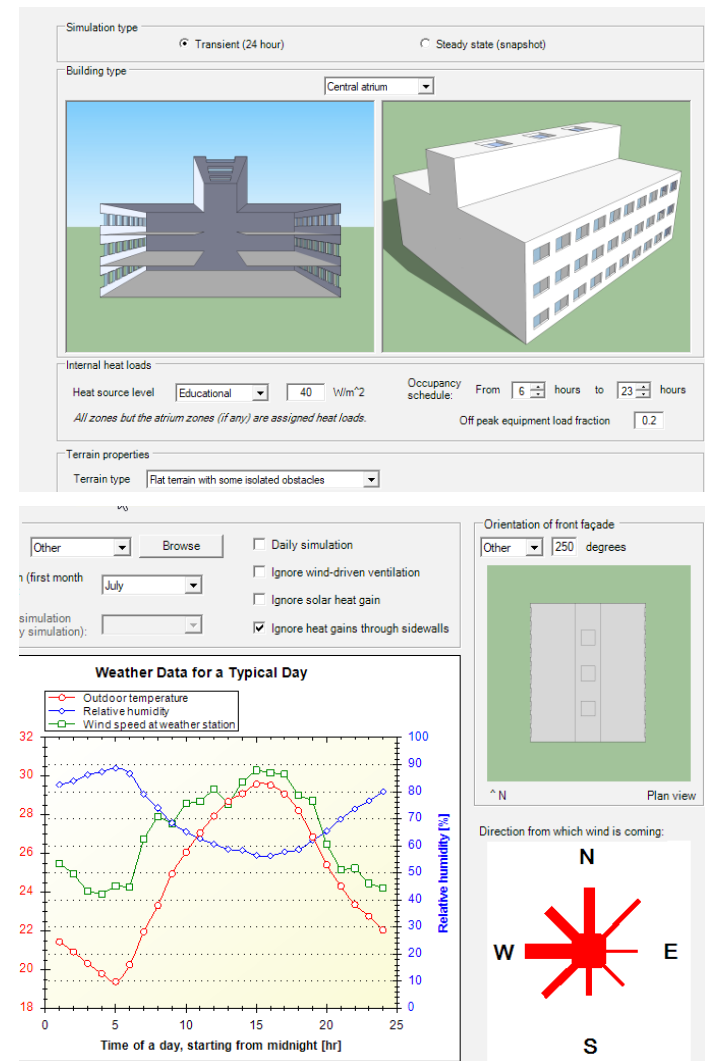 Simulation type
Transient (24 hour) Steady state (snapshot)
Building type
Central atrium
Internal heat loads
Heat source level Educational 40 W/m^2 Occupancy schedule: From 6 hours to 23 hours
All zones but the atrium zones (if any) are assigned heat loads. Off peak equipment load fraction 0.2
Terrain properties
Terrain type Flat terrain with some isolated obstacles
Other Browse
(first month July
simulation
y simulation):
Daily simulation
Ignore wind-driven ventilation
Ignore solar heat gain
Ignore heat gains through sidewalls
Orientation of front façade
Other 250 degrees
^ N Plan view
Weather Data for a Typical Day
Outdoor temperature
Relative humidity
Wind speed at weather station
32
30
28
26
24
22
20
18
100
90
80
70
60
50
40
30
20
10
0
Relative humidity [%]
0 5 10 15 20 25
Time of a day, starting from midnight [hr]
Direction from which wind is coming:
N
W E
S